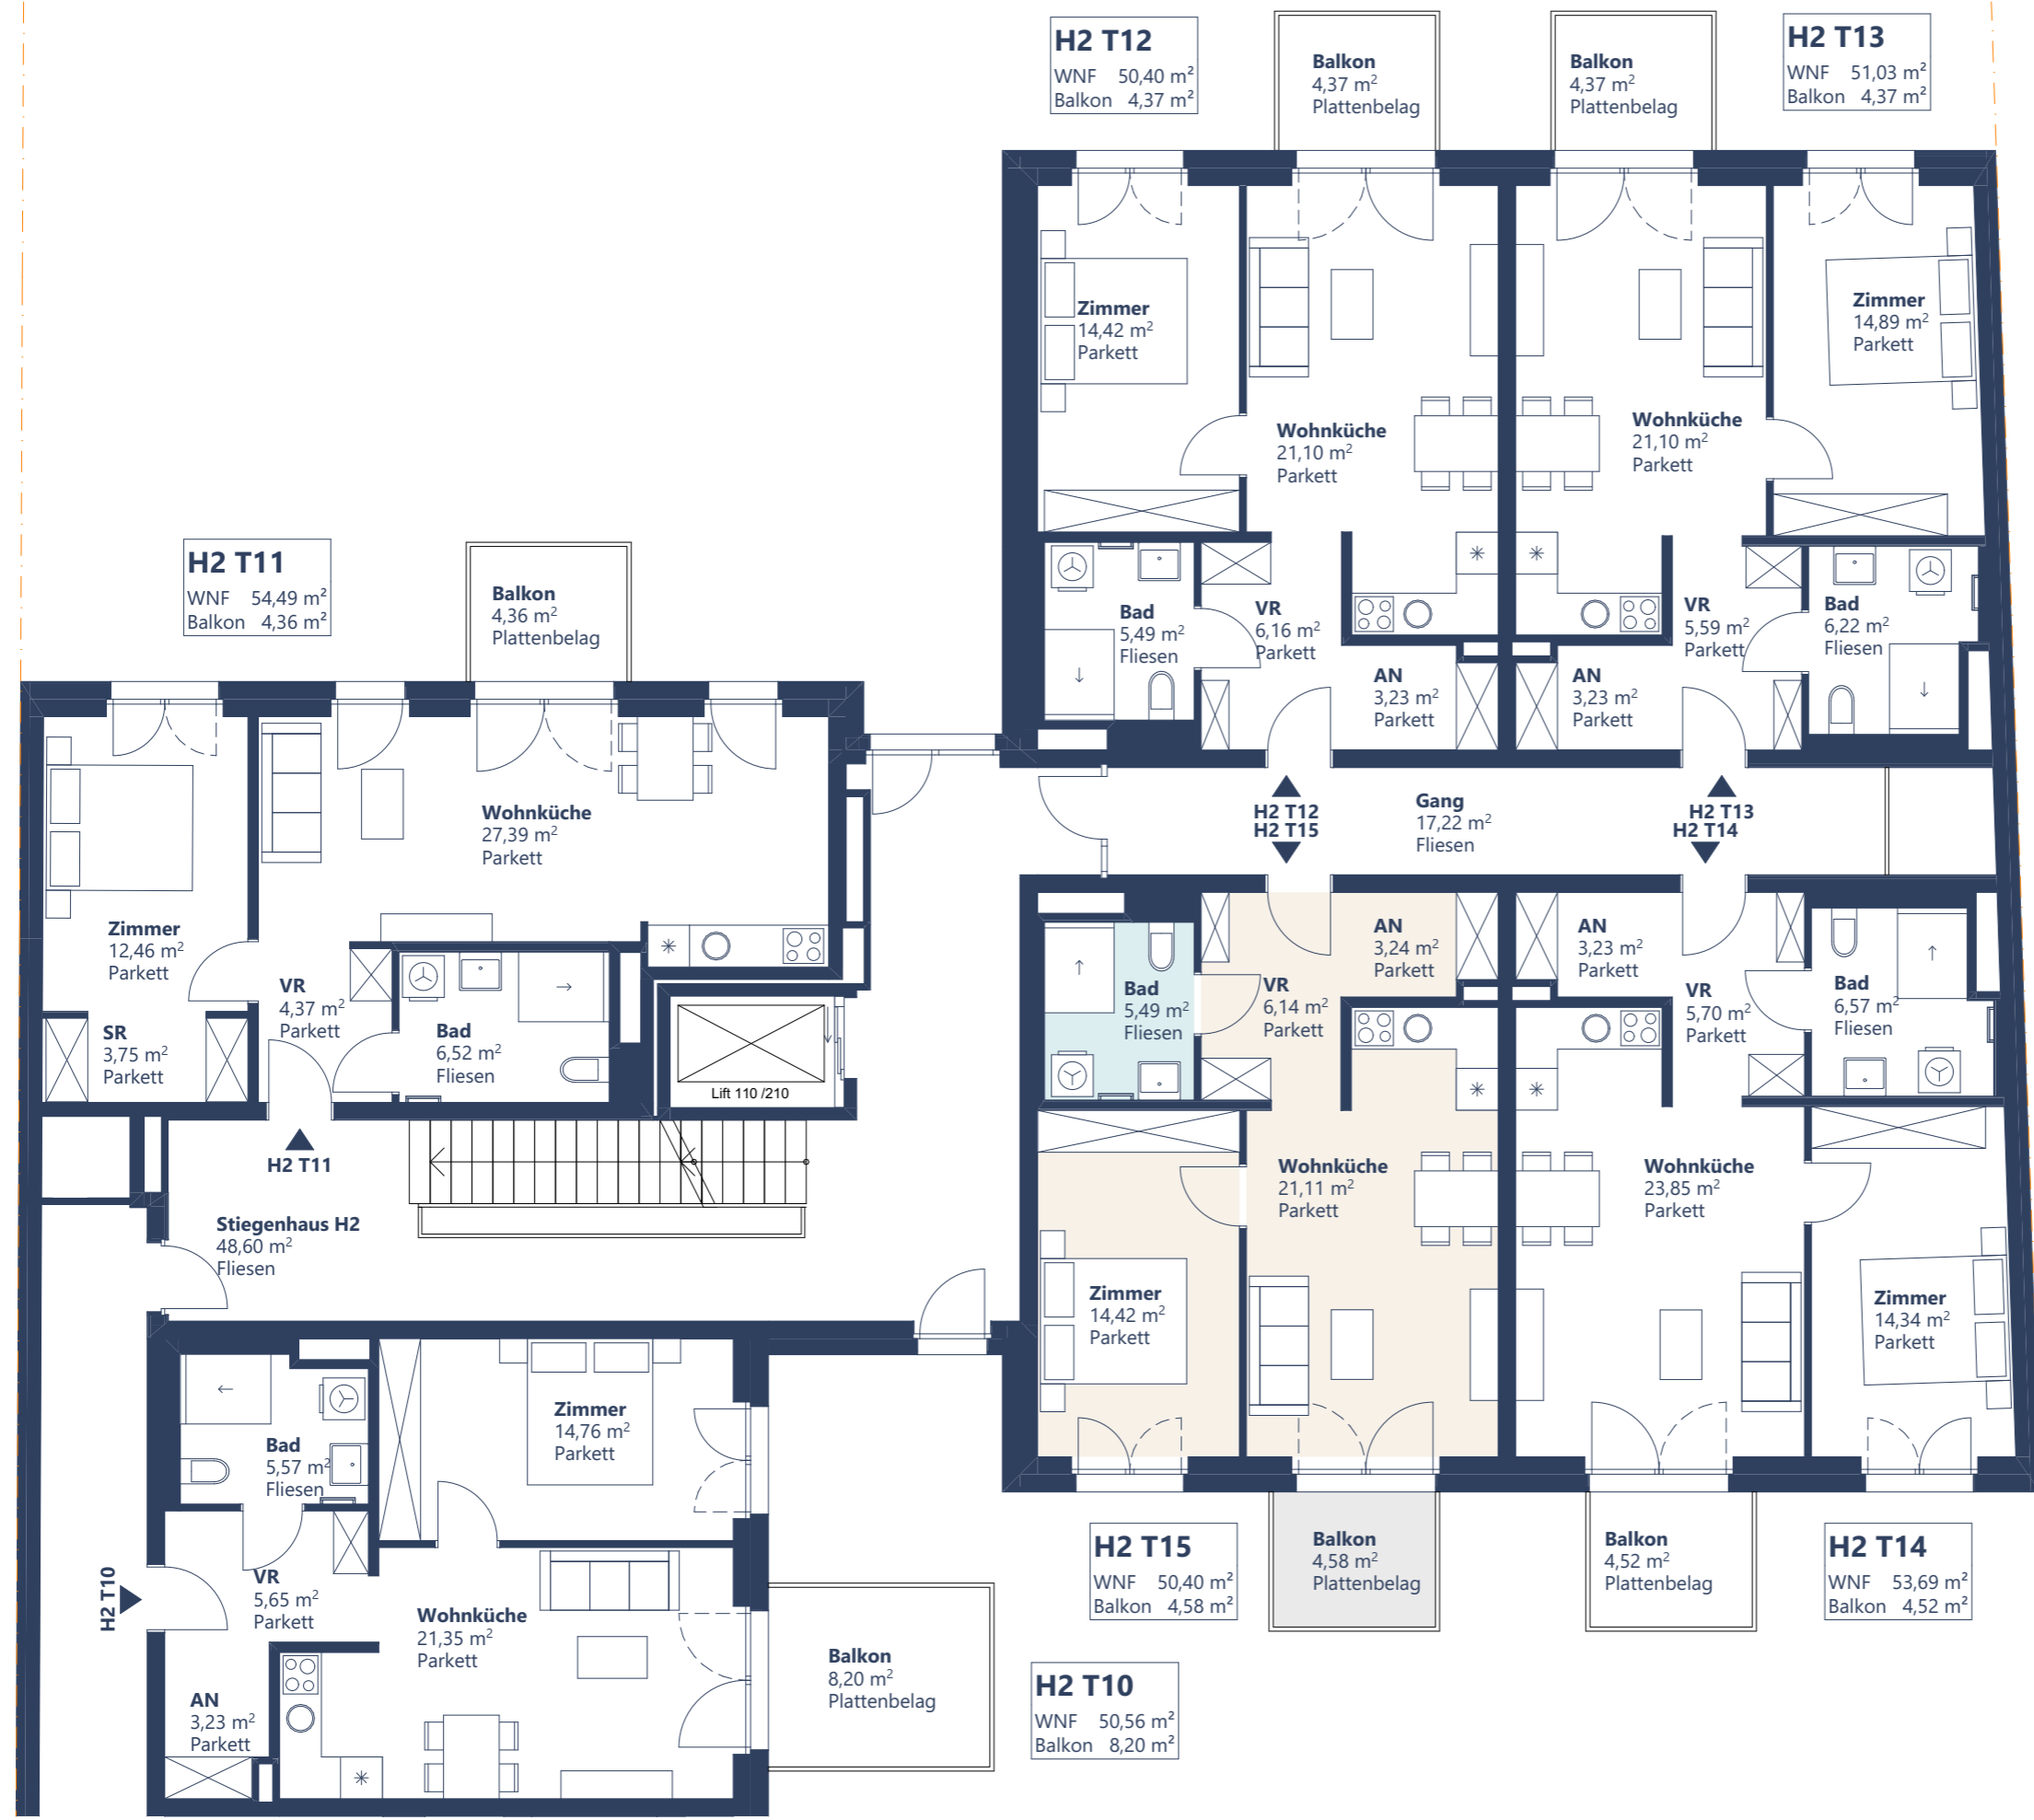 H2 T12
WNF 50,40 m²
Balkon 4,37 m²
Balkon
4,37 m²
Plattenbelag
Balkon
4,37 m²
Plattenbelag
H2 T13
WNF 51,03 m²
Balkon 4,37 m²
Zimmer
14,42 m²
Parkett
Wohnküche
21,10 m²
Parkett
Wohnküche
21,10 m²
Parkett
Zimmer
14,89 m²
Parkett
H2 T11
WNF 54,49 m²
Balkon 4,36 m²
Balkon
4,36 m²
Plattenbelag
Bad
5,49 m²
Fliesen
VR
6,16 m²
Parkett
AN
3,23 m²
Parkett
AN
3,23 m²
Parkett
VR
5,59 m²
Parkett
Bad
6,22 m²
Fliesen
Wohnküche
27,39 m²
Parkett
H2 T12
H2 T15
Gang
17,22 m²
Fliesen
H2 T13
H2 T14
Zimmer
12,46 m²
Parkett
VR
4,37 m²
Parkett
SR
3,75 m²
Parkett
Bad
6,52 m²
Fliesen
Lift 110 /210
Bad
5,49 m²
Fliesen
VR
6,14 m²
Parkett
AN
3,24 m²
Parkett
AN
3,23 m²
Parkett
VR
5,70 m²
Parkett
Bad
6,57 m²
Fliesen
H2 T11
Stiegenhaus H2
48,60 m²
Fliesen
Wohnküche
21,11 m²
Parkett
Wohnküche
23,85 m²
Parkett
Zimmer
14,42 m²
Parkett
Zimmer
14,34 m²
Parkett
Bad
5,57 m²
Fliesen
Zimmer
14,76 m²
Parkett
H2 T15
WNF 50,40 m²
Balkon 4,58 m²
Balkon
4,58 m²
Plattenbelag
Balkon
4,52 m²
Plattenbelag
H2 T14
WNF 53,69 m²
Balkon 4,52 m²
H2 T10
VR
5,65 m²
Parkett
Wohnküche
21,35 m²
Parkett
Balkon
8,20 m²
Plattenbelag
H2 T10
WNF 50,56 m²
Balkon 8,20 m²
AN
3,23 m²
Parkett